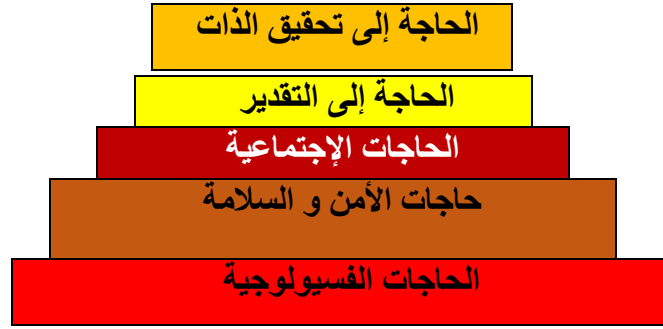 الحاجة إلى تحقيق الذات
الحاجة إلى التقدير
الحاجات الإجتماعية
حاجات الأمن و السلامة
الحاجات الفسيولوجية